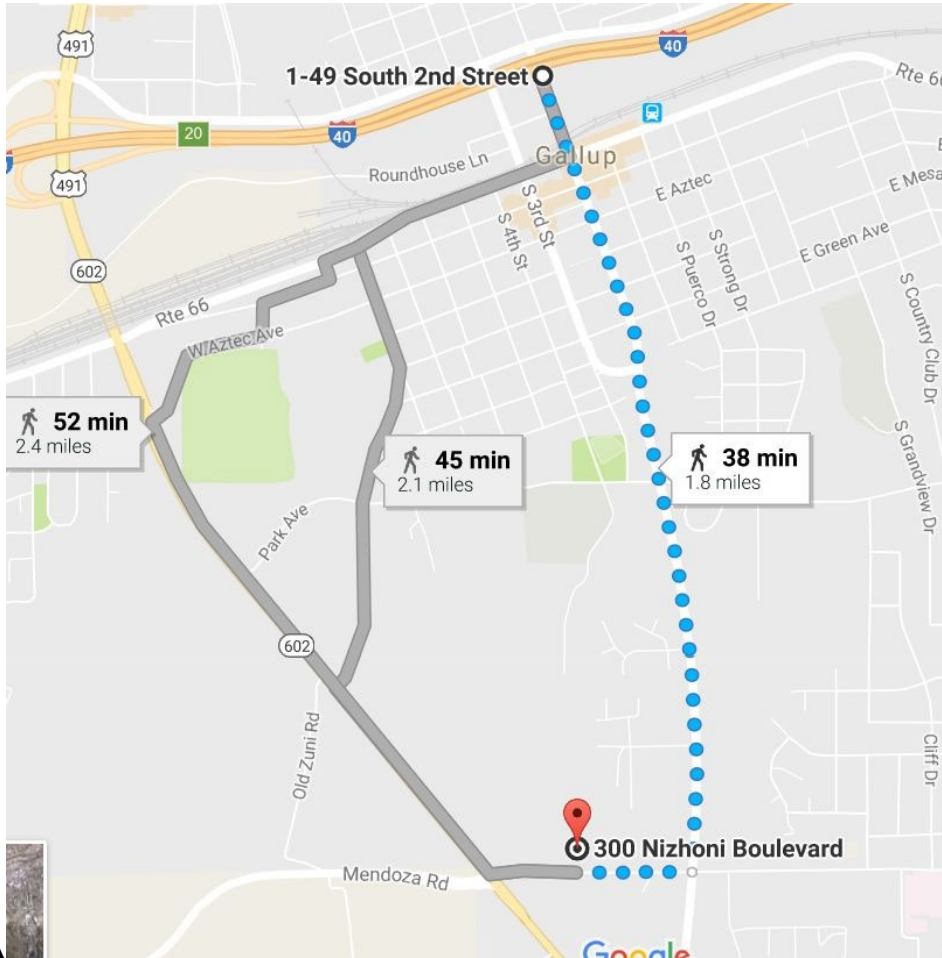 491
40
1-49 South 2nd Street
Rte 66
20
40
Roundhouse Ln
Gallup
E Aztec
E Mesa
491
S 3rd St
S 4th St
S Puerco Dr
S Strong Dr
E Green Ave
602
Rte 66
W Aztec Ave
S Country Club Dr
52 min
2.4 miles
45 min
2.1 miles
38 min
1.8 miles
S Grandview Dr
Park Ave
602
Old Zuni Rd
Cliff Dr
300 Nizhoni Boulevard
Mendoza Rd
Google